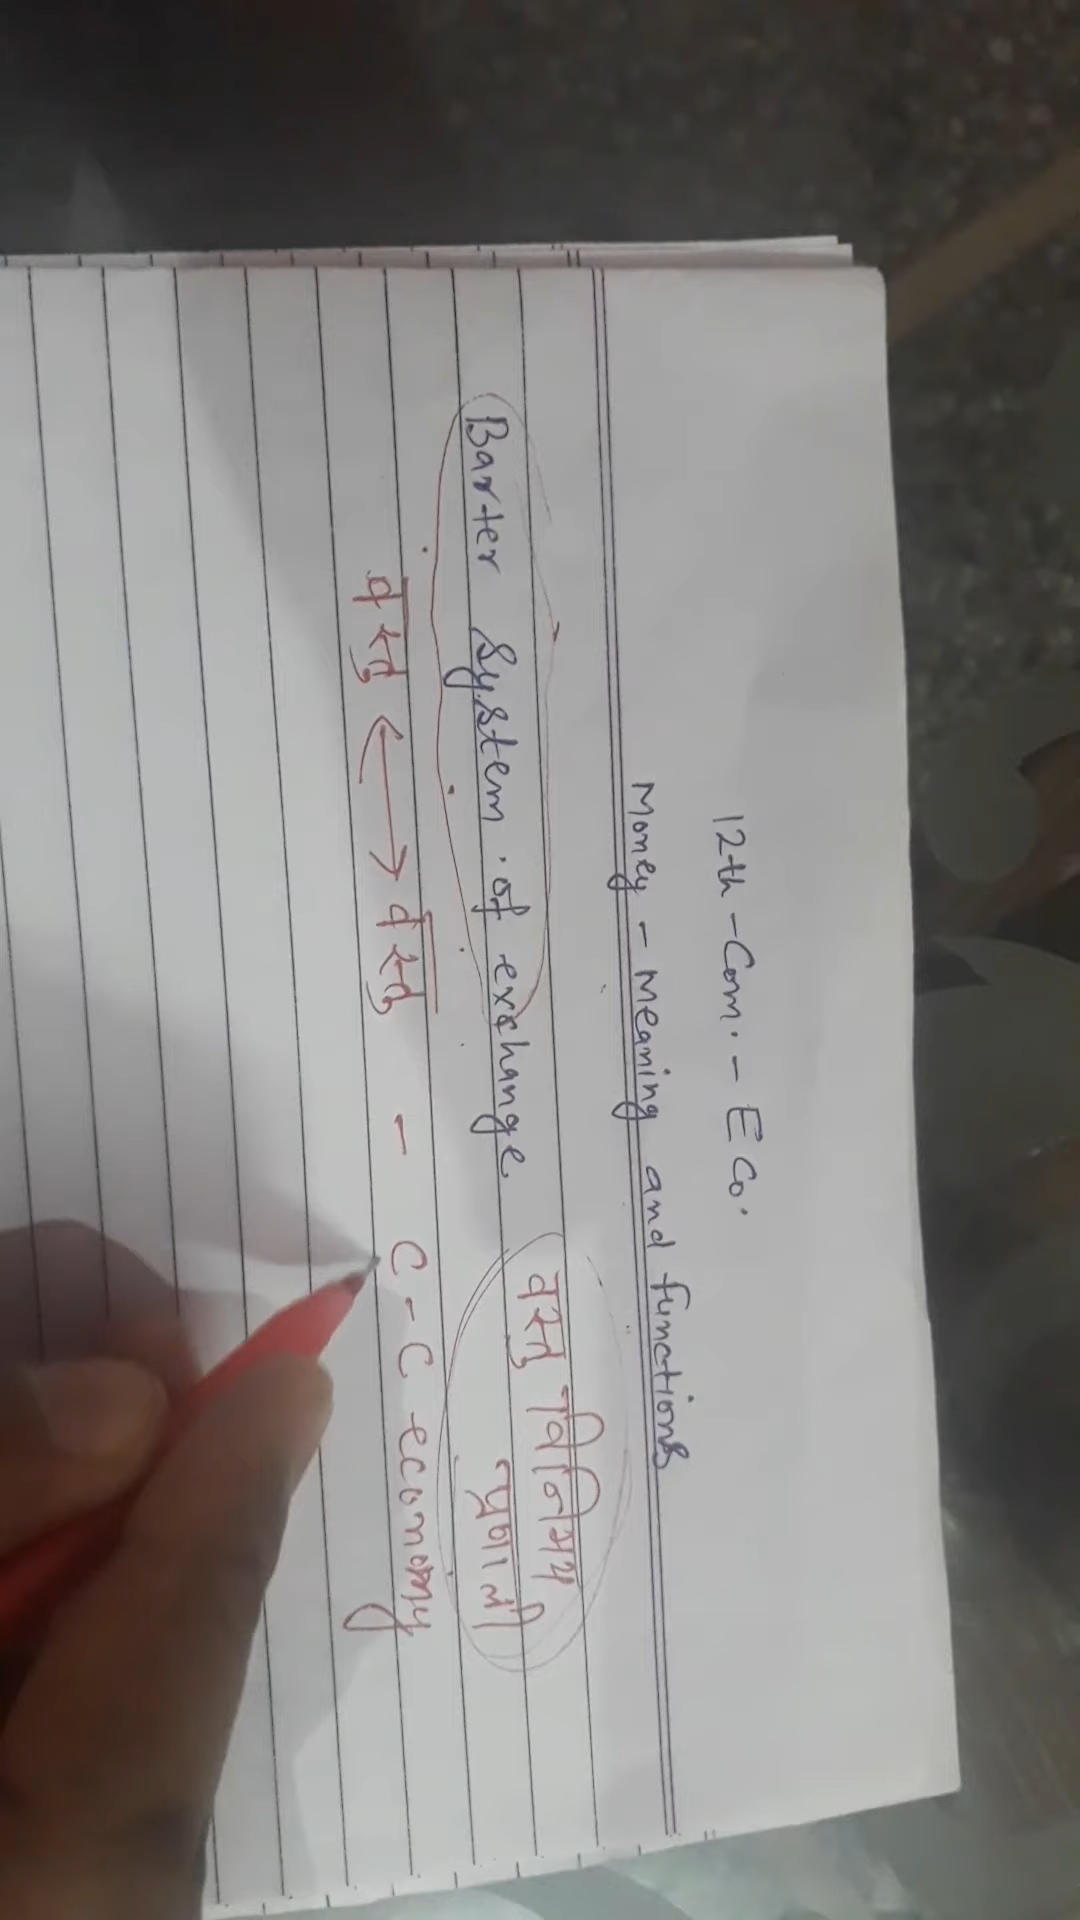 12th - Com. - Eco.
Money - Meaning and functions
Barter System of exchange वस्तु विनिमय
प्रणाली
वस्तु ↔ वस्तु - C - C economy